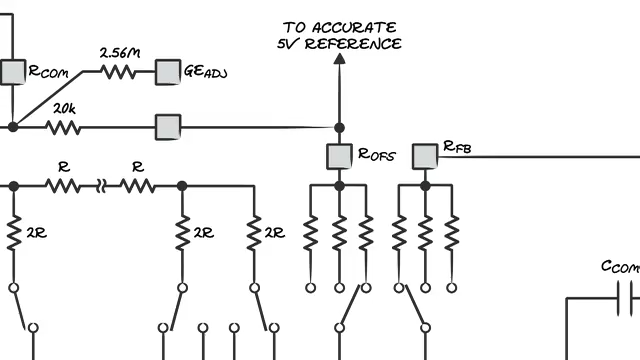 TO ACCURATE
5V REFERENCE
2.56M
RCOM
GEADJ
20k
ROFS
RFB
R
R
2R
2R
2R
CCOM